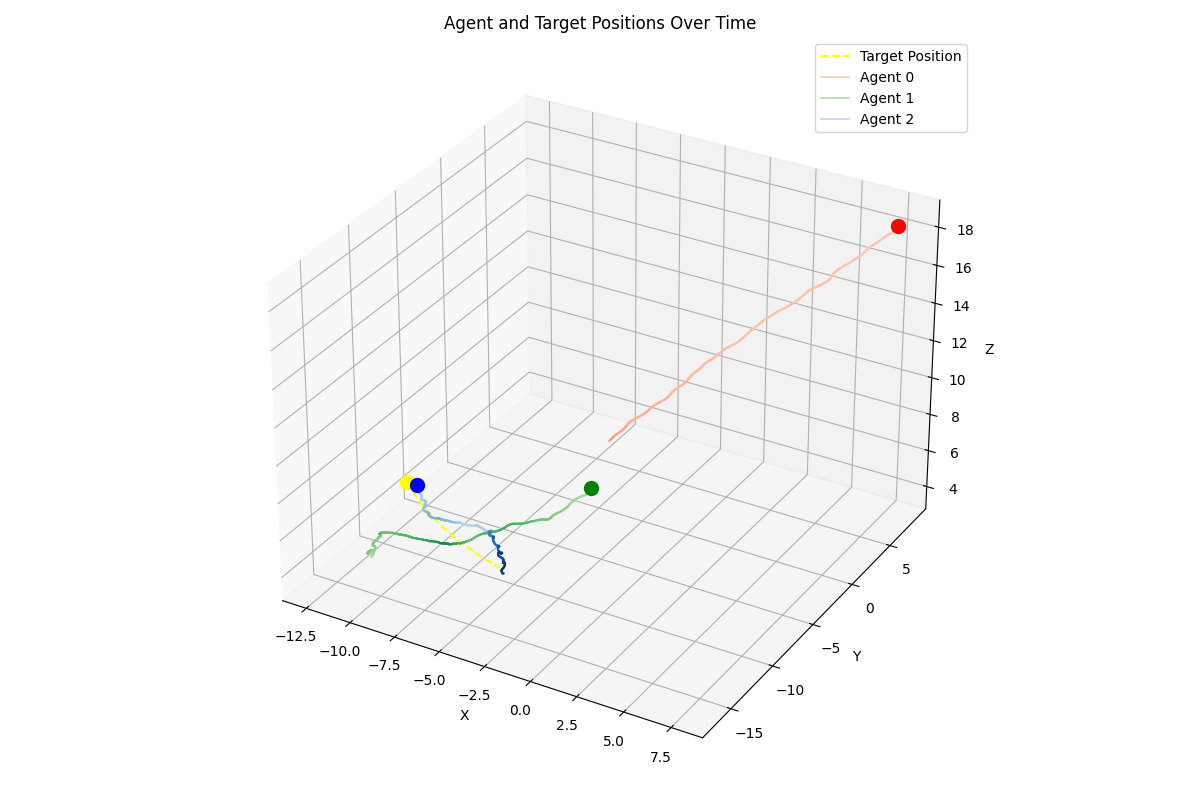 Agent and Target Positions Over Time
Target Position
Agent 0
Agent 1
Agent 2
18
16
14
12
10
8
6
4
Z
5
0
−5
−10
−15
Y
−12.5
−10.0
−7.5
−5.0
−2.5
0.0
2.5
5.0
7.5
X